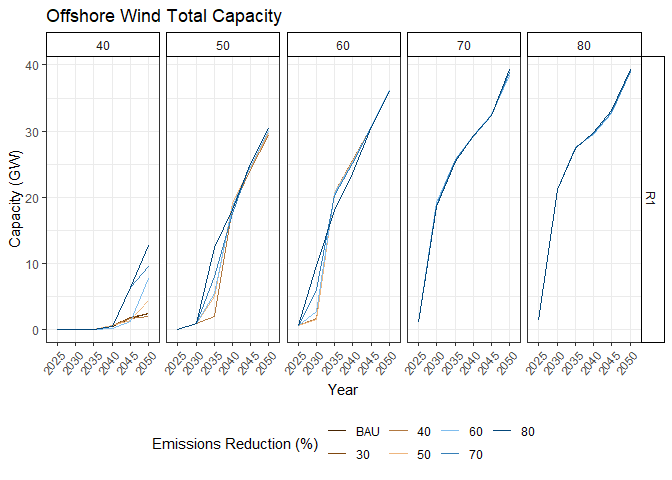 Offshore Wind Total Capacity
40 50 60 70 80
R1
Capacity (GW)
40
30
20
10
0
2025 2030 2035 2040 2045 2050 2025 2030 2035 2040 2045 2050 2025 2030 2035 2040 2045 2050 2025 2030 2035 2040 2045 2050 2025 2030 2035 2040 2045 2050
Year
Emissions Reduction (%)
BAU 40 60 80
30 50 70